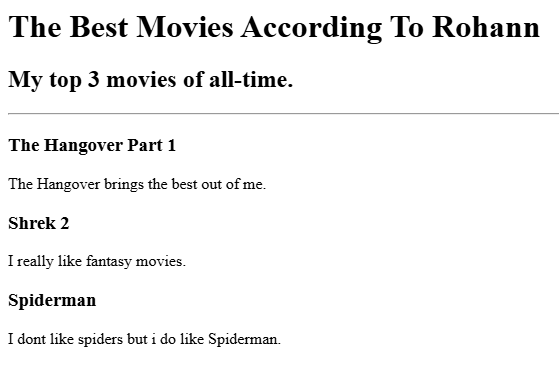 The Best Movies According To Rohann
My top 3 movies of all-time.
The Hangover Part 1
The Hangover brings the best out of me.
Shrek 2
I really like fantasy movies.
Spiderman
I dont like spiders but i do like Spiderman.